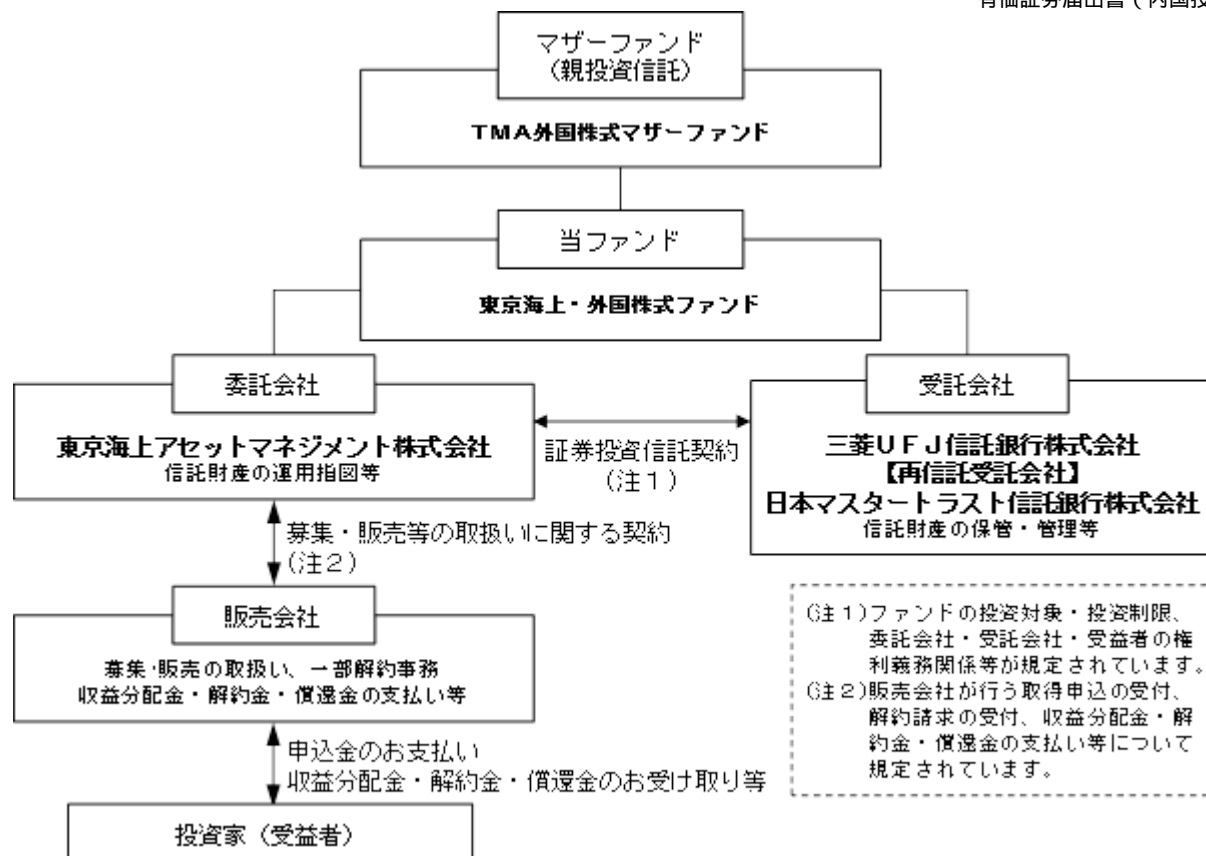 有価証券届出書（内国投
マザーファンド
（親投資信託）
ＴＭＡ外国株式マザーファンド
当ファンド
東京海上・外国株式ファンド
委託会社
東京海上アセットマネジメント株式会社
信託財産の運用指図等
証券投資信託契約
（注１）
受託会社
三菱ＵＦＪ信託銀行株式会社
【再信託受託会社】
日本マスタートラスト信託銀行株式会社
信託財産の保管・管理等
募集・販売等の取扱いに関する契約
（注２）
販売会社
募集・販売の取扱い、一部解約事務
収益分配金・解約金・償還金の支払い等
（注１）ファンドの投資対象・投資制限、
委託会社・受託会社・受益者の権
利義務関係等が規定されています。
（注２）販売会社が行う取得申込の受付、
解約請求の受付、収益分配金・解
約金・償還金の支払い等について
規定されています。
申込金のお支払い
収益分配金・解約金・償還金のお受け取り等
投資家（受益者）